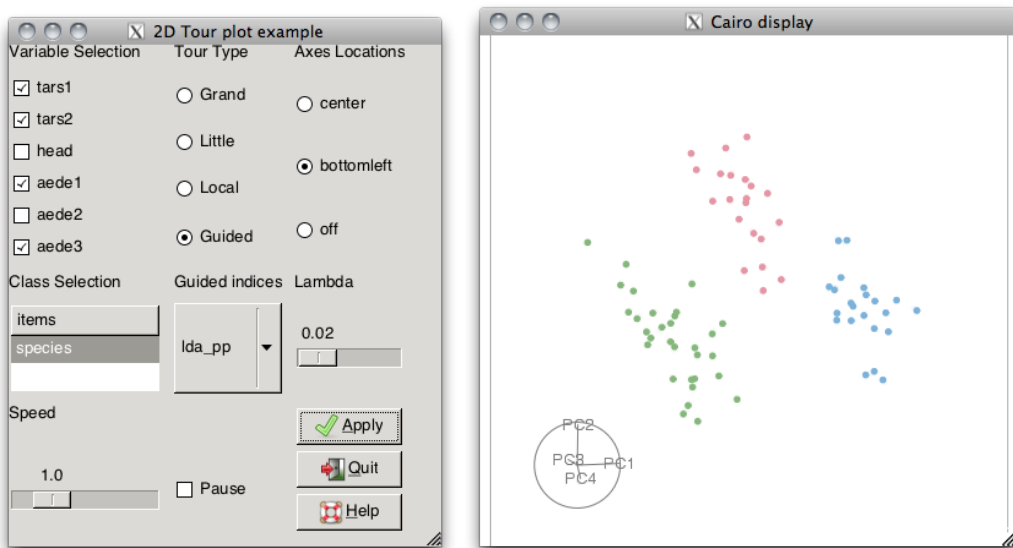 2D Tour plot example
Variable Selection
tars1
tars2
head
aede1
aede2
aede3
Tour Type
Grand
Little
Local
Guided
Axes Locations
center
bottomleft
off
Class Selection
items
species
Guided indices
lda_pp
Lambda
0.02
Speed
1.0
Pause
Apply
Quit
Help
Cairo display
PC2
PC3
PC1
PC4